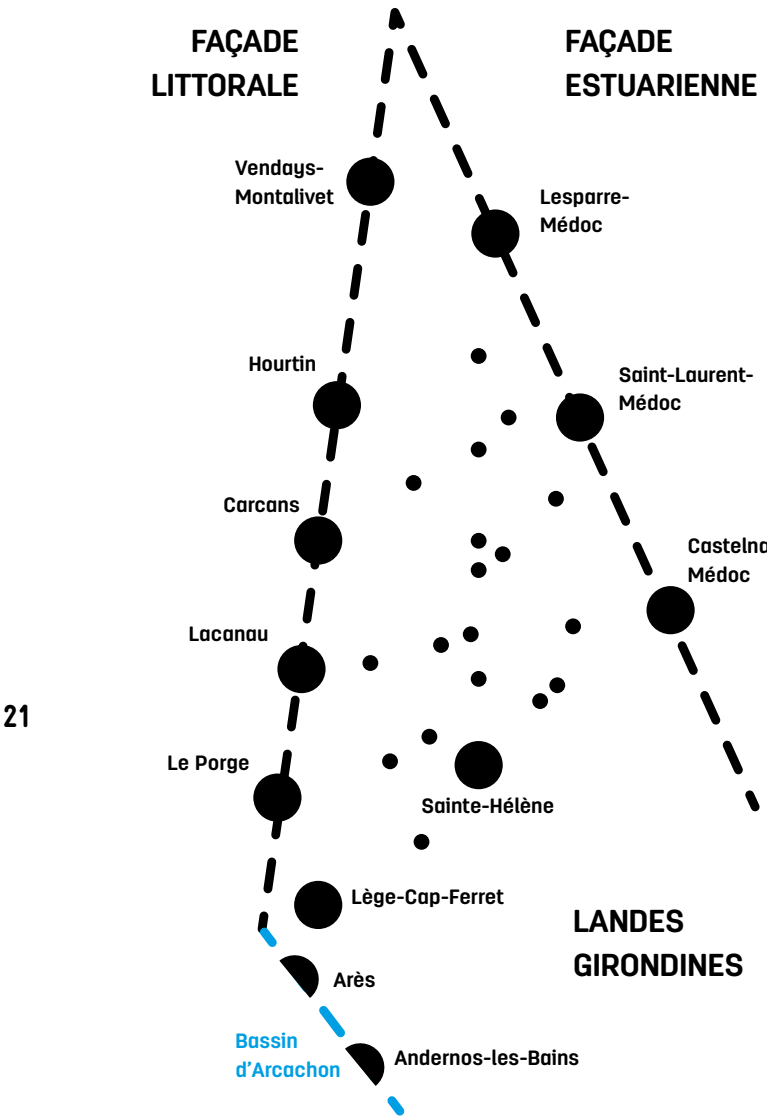 FAÇADE
LITTORALE
FAÇADE
ESTUARIENNE
Vendays-
Montalivet
Lesparre-
Médoc
Hourtin
Saint-Laurent-
Médoc
Carcans
Castelna
Médoc
Lacanau
21
Le Porge
Sainte-Hélène
Lège-Cap-Ferret
LANDES
GIRONDINES
Arès
Bassin
d'Arcachon
Andernos-les-Bains